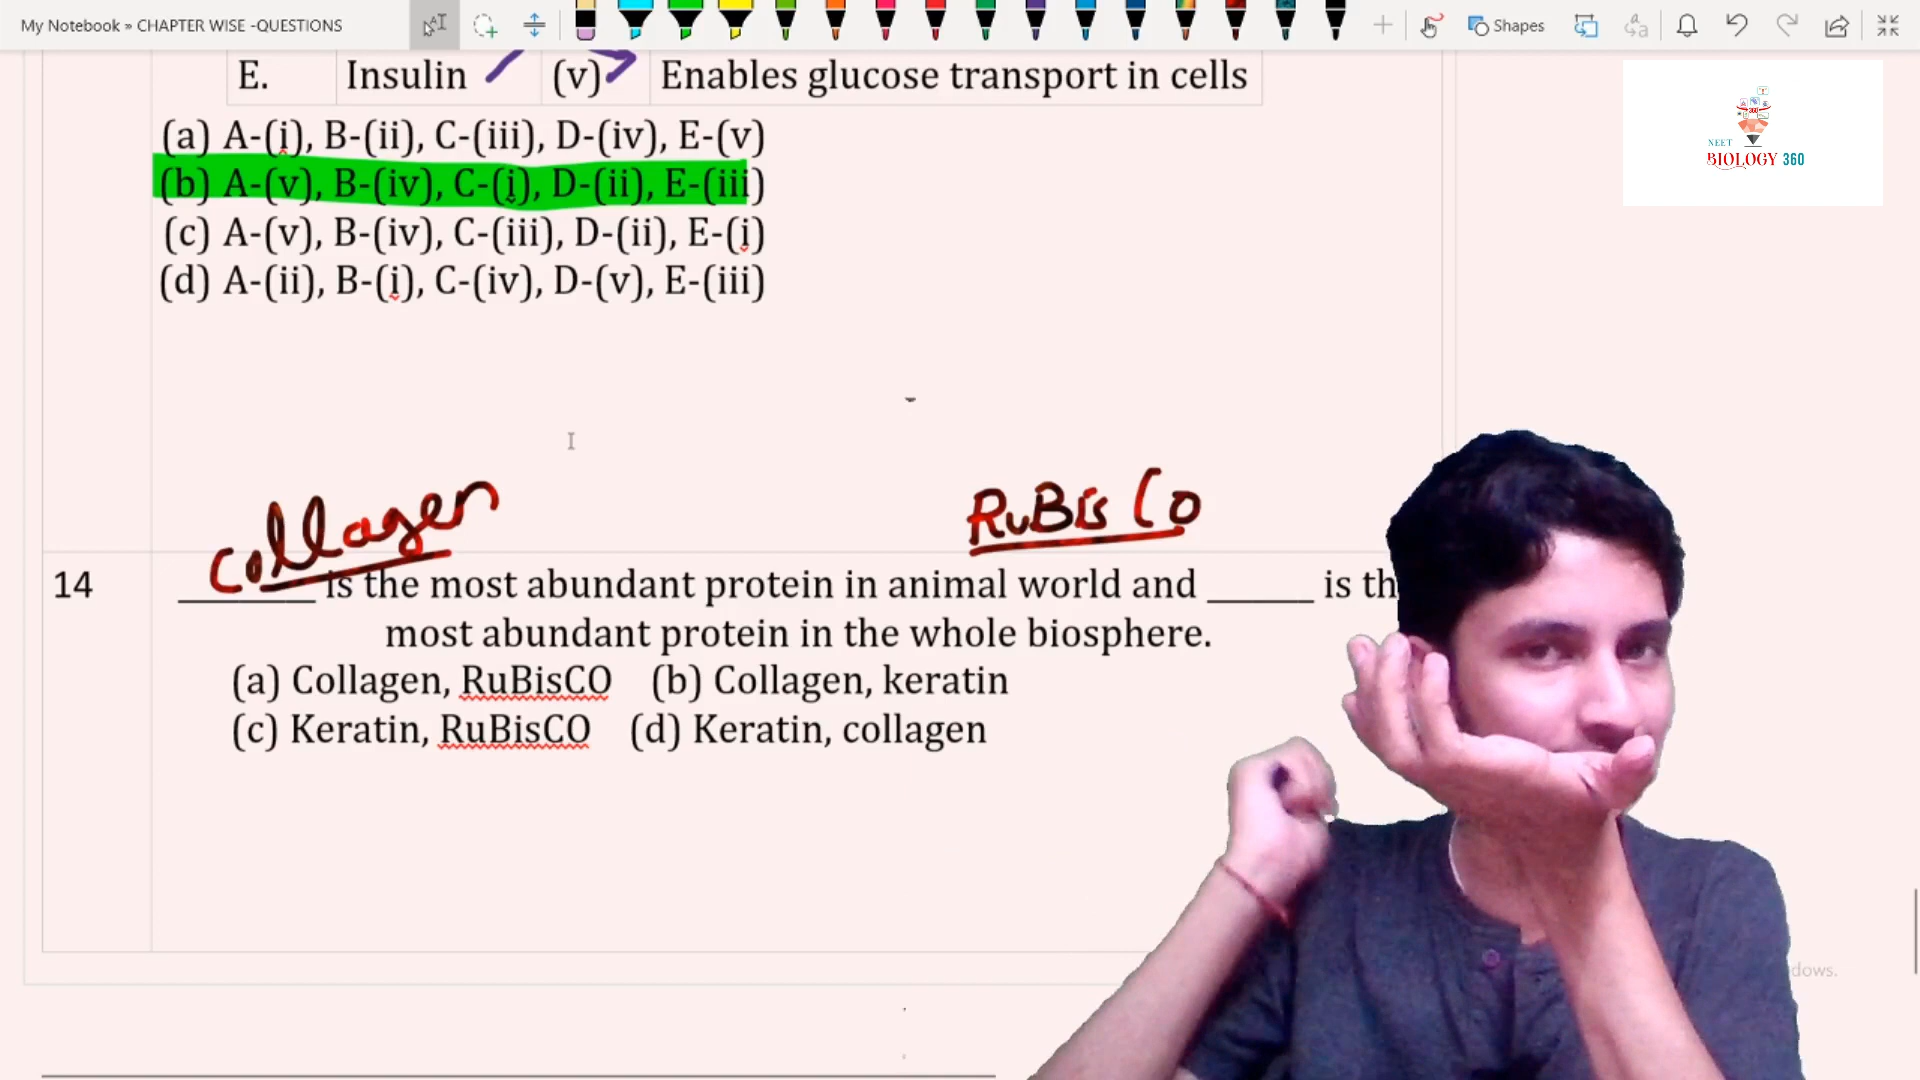 My Notebook » CHAPTER WISE -QUESTIONS
Shapes
E. Insulin (v) Enables glucose transport in cells
NEET
BIOLOGY 360
(a) A-(i), B-(ii), C-(iii), D-(iv), E-(v)
(b) A-(v), B-(iv), C-(i), D-(ii), E-(iii)
(c) A-(v), B-(iv), C-(iii), D-(ii), E-(i)
(d) A-(ii), B-(i), C-(iv), D-(v), E-(iii)
Collagen RuBisCo
14 ______ is the most abundant protein in animal world and _____ is th
most abundant protein in the whole biosphere.
(a) Collagen, RuBisCO (b) Collagen, keratin
(c) Keratin, RuBisCO (d) Keratin, collagen
dows.